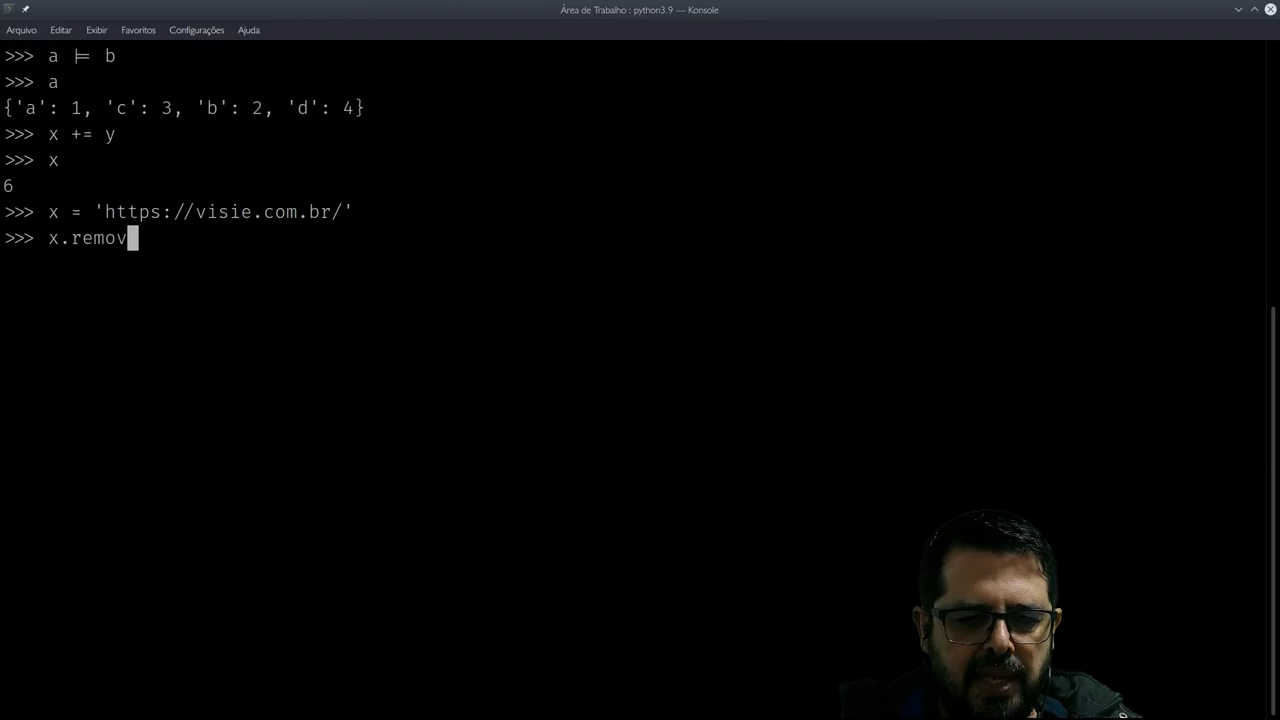 Área de Trabalho : python3.9 — Konsole
Arquivo Editar Exibir Favoritos Configurações Ajuda
>>> a |= b
>>> a
{'a': 1, 'c': 3, 'b': 2, 'd': 4}
>>> x += y
>>> x
6
>>> x = 'https://visie.com.br/'
>>> x.remov